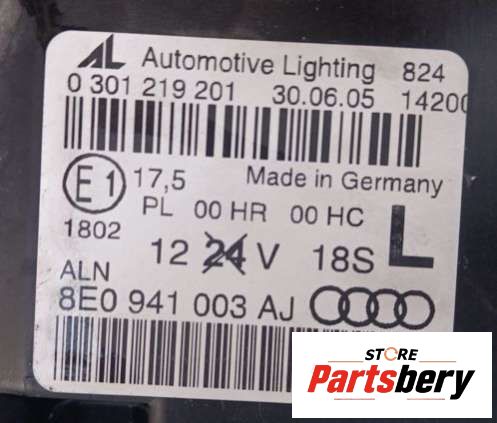 AL Automotive Lighting 824
0 301 219 201 30.06.05 14200
E1 17,5 Made in Germany
PL 00 HR 00 HC
1802
12 24 V 18S L
ALN
8E0 941 003 AJ
STORE
Partsbery